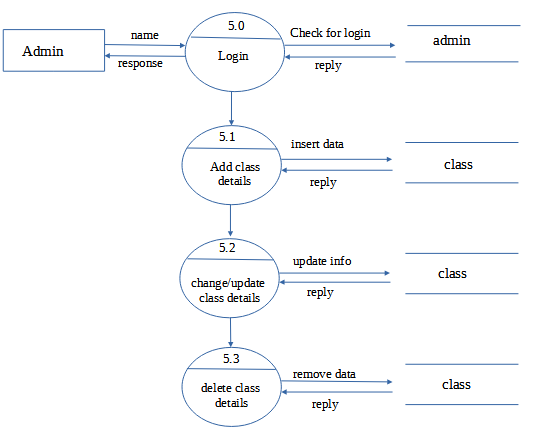 5.0
name
Check for login
admin
Admin
Login
response
reply
5.1
insert data
Add class
details
class
reply
5.2
update info
class
change/update
class details
reply
5.3
remove data
delete class
details
class
reply